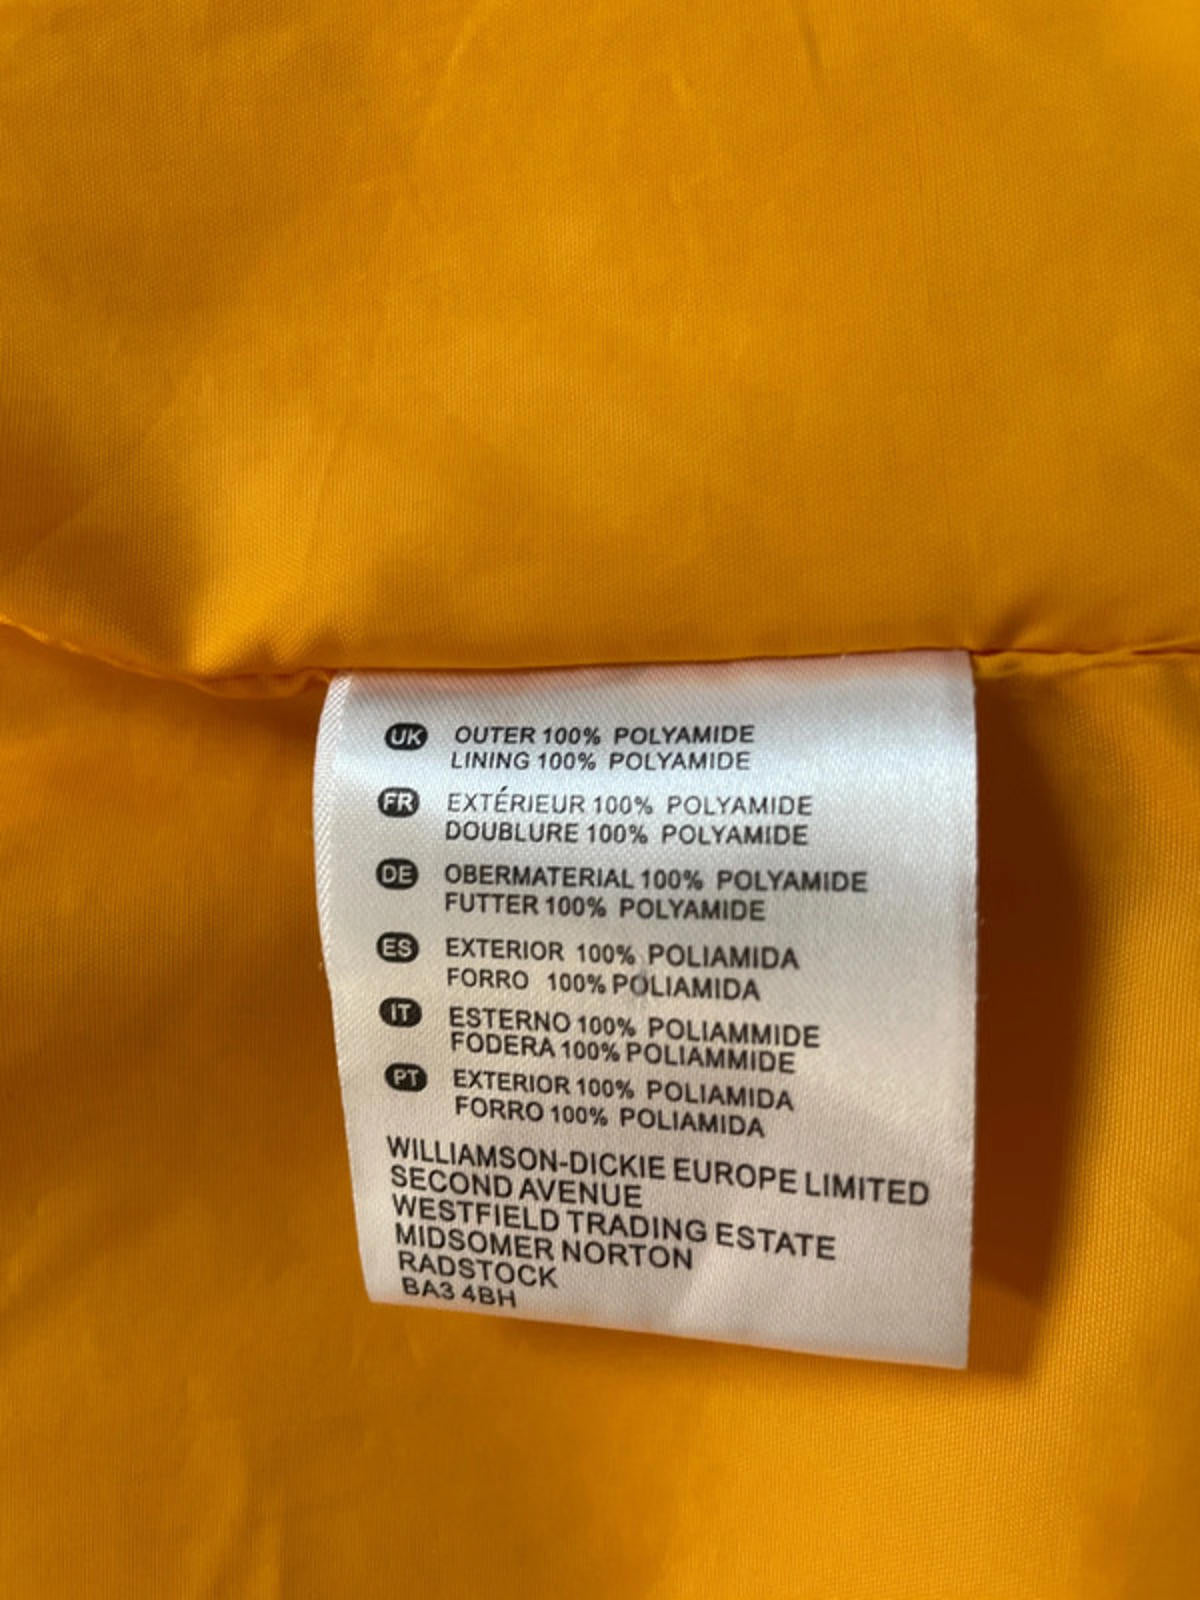 UK OUTER 100% POLYAMIDE
LINING 100% POLYAMIDE
FR EXTÉRIEUR 100% POLYAMIDE
DOUBLURE 100% POLYAMIDE
DE OBERMATERIAL 100% POLYAMIDE
FUTTER 100% POLYAMIDE
ES EXTERIOR 100% POLIAMIDA
FORRO 100% POLIAMIDA
IT ESTERNO 100% POLIAMMIDE
FODERA 100% POLIAMMIDE
PT EXTERIOR 100% POLIAMIDA
FORRO 100% POLIAMIDA
WILLIAMSON-DICKIE EUROPE LIMITED
SECOND AVENUE
WESTFIELD TRADING ESTATE
MIDSOMER NORTON
RADSTOCK
BA3 4BH